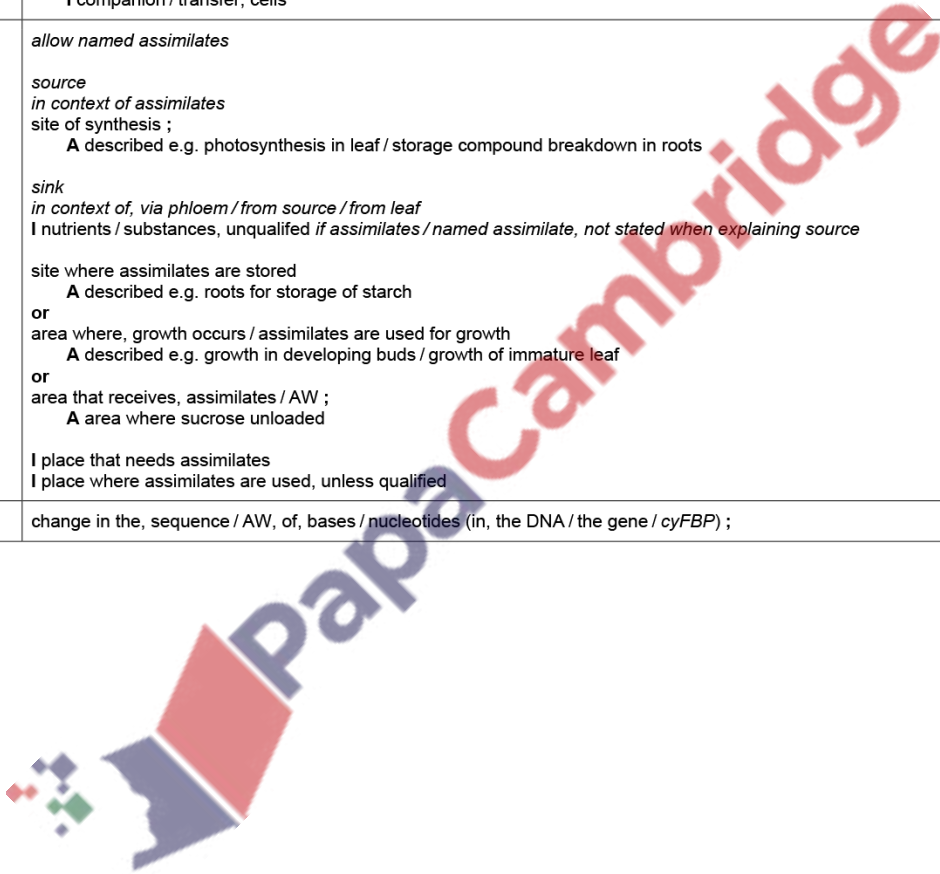 I companion / transfer, cells
allow named assimilates
source
in context of assimilates
site of synthesis ;
A described e.g. photosynthesis in leaf / storage compound breakdown in roots
sink
in context of, via phloem / from source / from leaf
I nutrients / substances, unqualifed if assimilates / named assimilate, not stated when explaining source
site where assimilates are stored
A described e.g. roots for storage of starch
or
area where, growth occurs / assimilates are used for growth
A described e.g. growth in developing buds / growth of immature leaf
or
area that receives, assimilates / AW ;
A area where sucrose unloaded
I place that needs assimilates
I place where assimilates are used, unless qualified
change in the, sequence / AW, of, bases / nucleotides (in, the DNA / the gene / cyFBP) ;
PapaCambridge